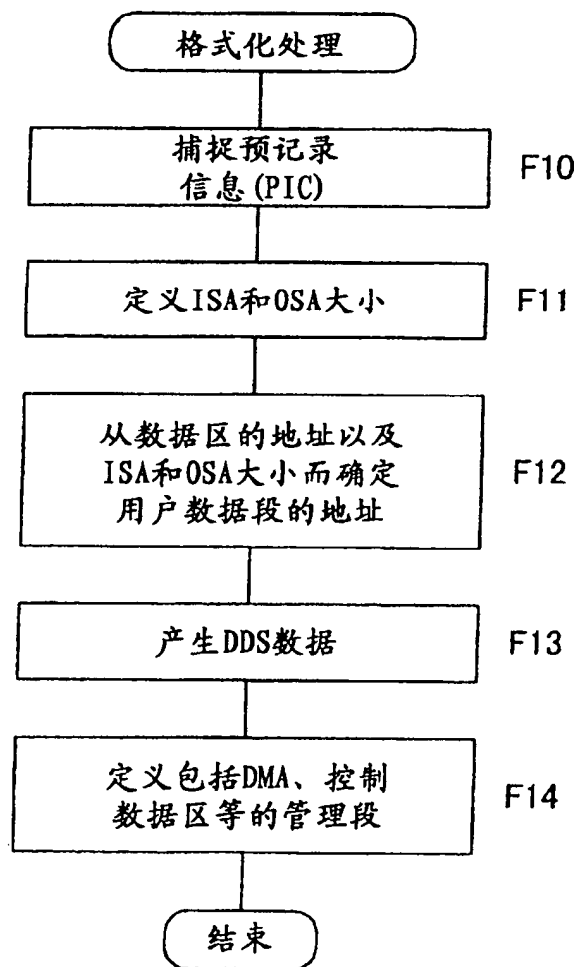 格式化处理
捕捉预记录
信息(PIC)
F10
定义ISA和OSA大小
F11
从数据区的地址以及
ISA和OSA大小而确定
用户数据段的地址
F12
产生DDS数据
F13
定义包括DMA、控制
数据区等的管理段
F14
结束